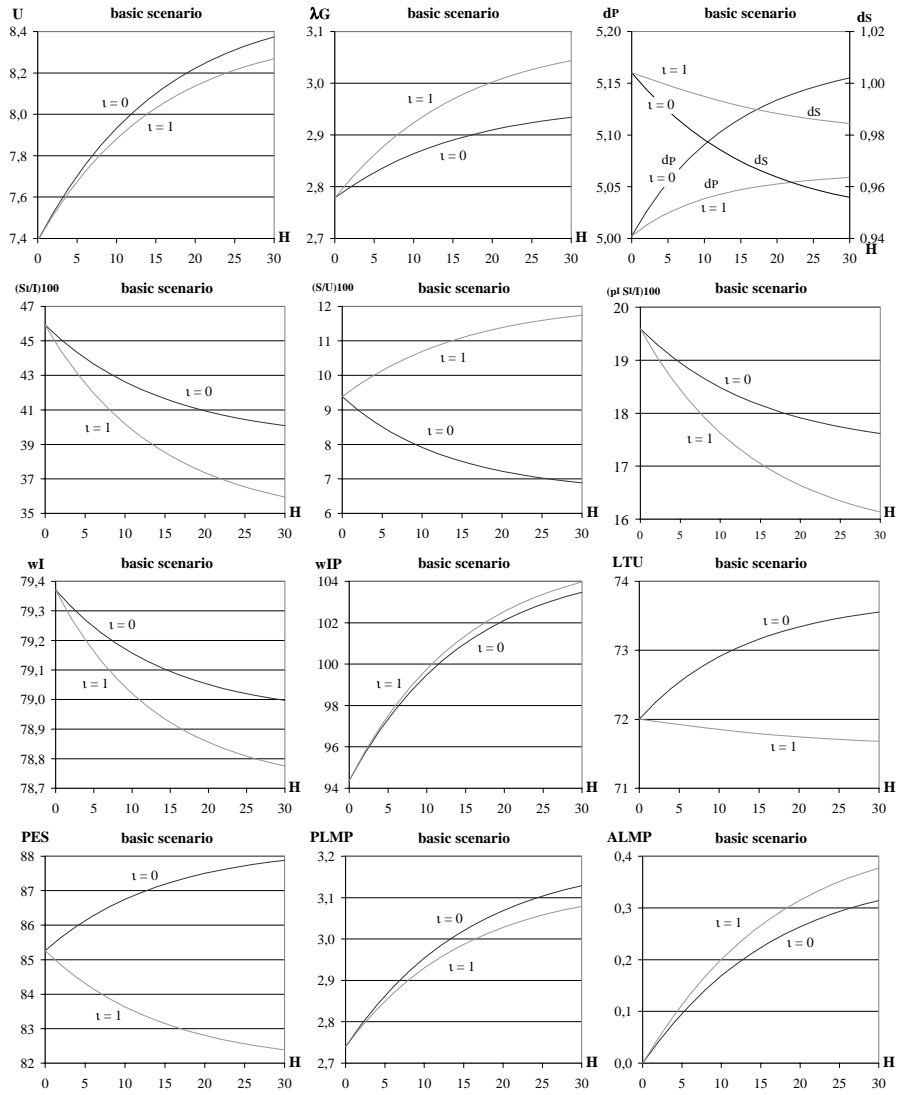 U basic scenario
8,4
8,2
8,0
7,8
7,6
7,4
ι = 0
ι = 1
0 5 10 15 20 25 30 H
λG basic scenario
3,1
3,0
2,9
2,8
2,7
ι = 1
ι = 0
0 5 10 15 20 25 30 H
dP basic scenario dS
5,20 1,02
5,15 1,00
5,10 0,98
5,05 0,96
5,00 0,94
ι = 1
ι = 0
dS
dP
dS
ι = 0
dP
ι = 1
0 5 10 15 20 25 30 H
(SI/I)100 basic scenario
47
45
43
41
39
37
35
ι = 0
ι = 1
0 5 10 15 20 25 30 H
(S/U)100 basic scenario
12
11
10
9
8
7
6
ι = 1
ι = 0
0 5 10 15 20 25 30 H
(pI SI/I)100 basic scenario
20
19
18
17
16
ι = 0
ι = 1
0 5 10 15 20 25 30 H
wI basic scenario
79,4
79,3
79,2
79,1
79,0
78,9
78,8
78,7
ι = 0
ι = 1
0 5 10 15 20 25 30 H
wIP basic scenario
104
102
100
98
96
94
ι = 0
ι = 1
0 5 10 15 20 25 30 H
LTU basic scenario
74
73
72
71
ι = 0
ι = 1
0 5 10 15 20 25 30 H
PES basic scenario
88
87
86
85
84
83
82
ι = 0
ι = 1
0 5 10 15 20 25 30 H
PLMP basic scenario
3,2
3,1
3,0
2,9
2,8
2,7
ι = 0
ι = 1
0 5 10 15 20 25 30 H
ALMP basic scenario
0,4
0,3
0,2
0,1
0,0
ι = 1
ι = 0
0 5 10 15 20 25 30 H